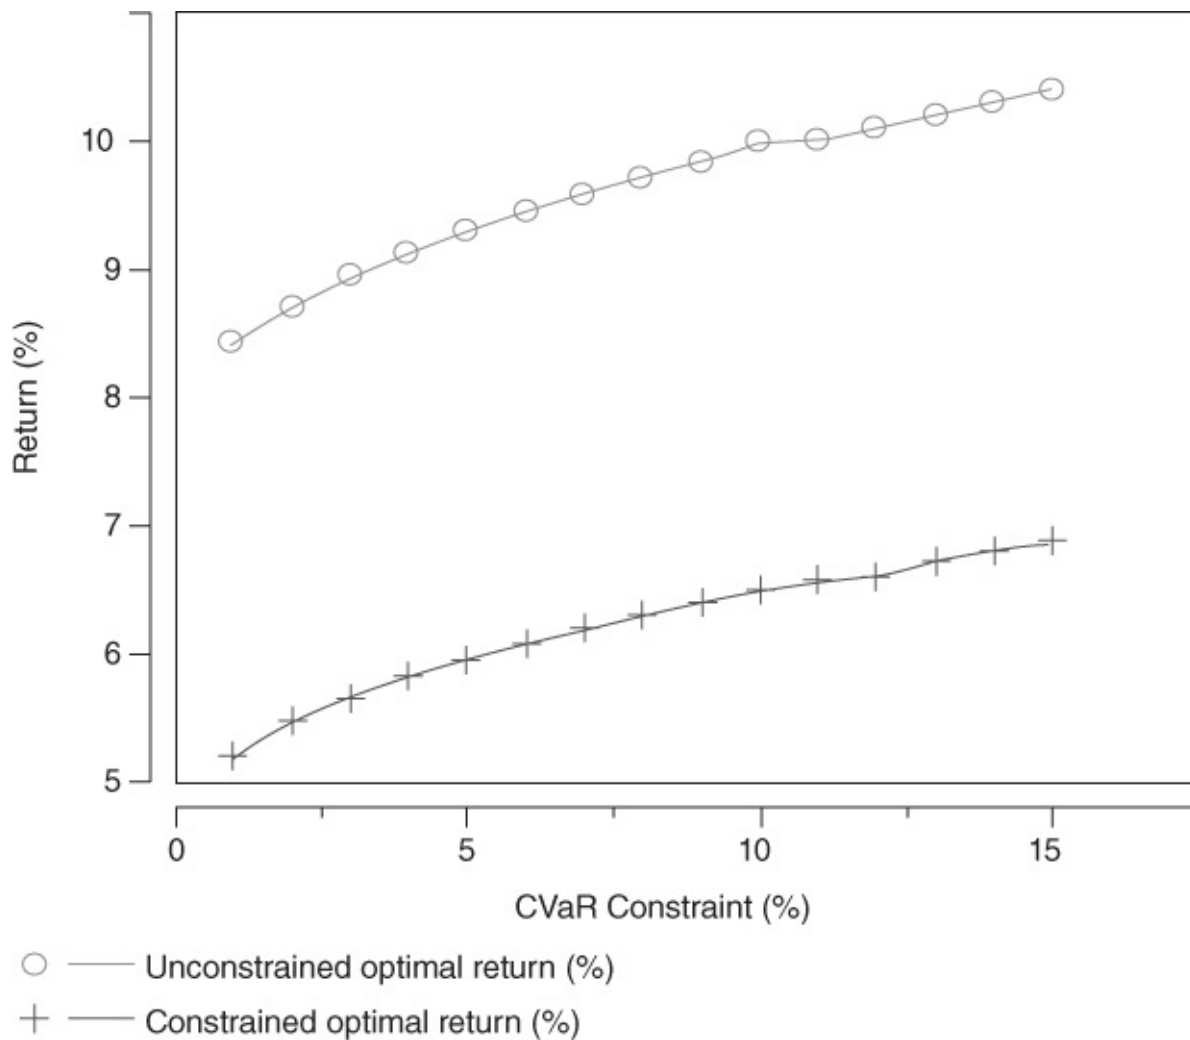 10
9
8
7
6
5
Return (%)
0
5
10
15
CVaR Constraint (%)
Unconstrained optimal return (%)
Constrained optimal return (%)